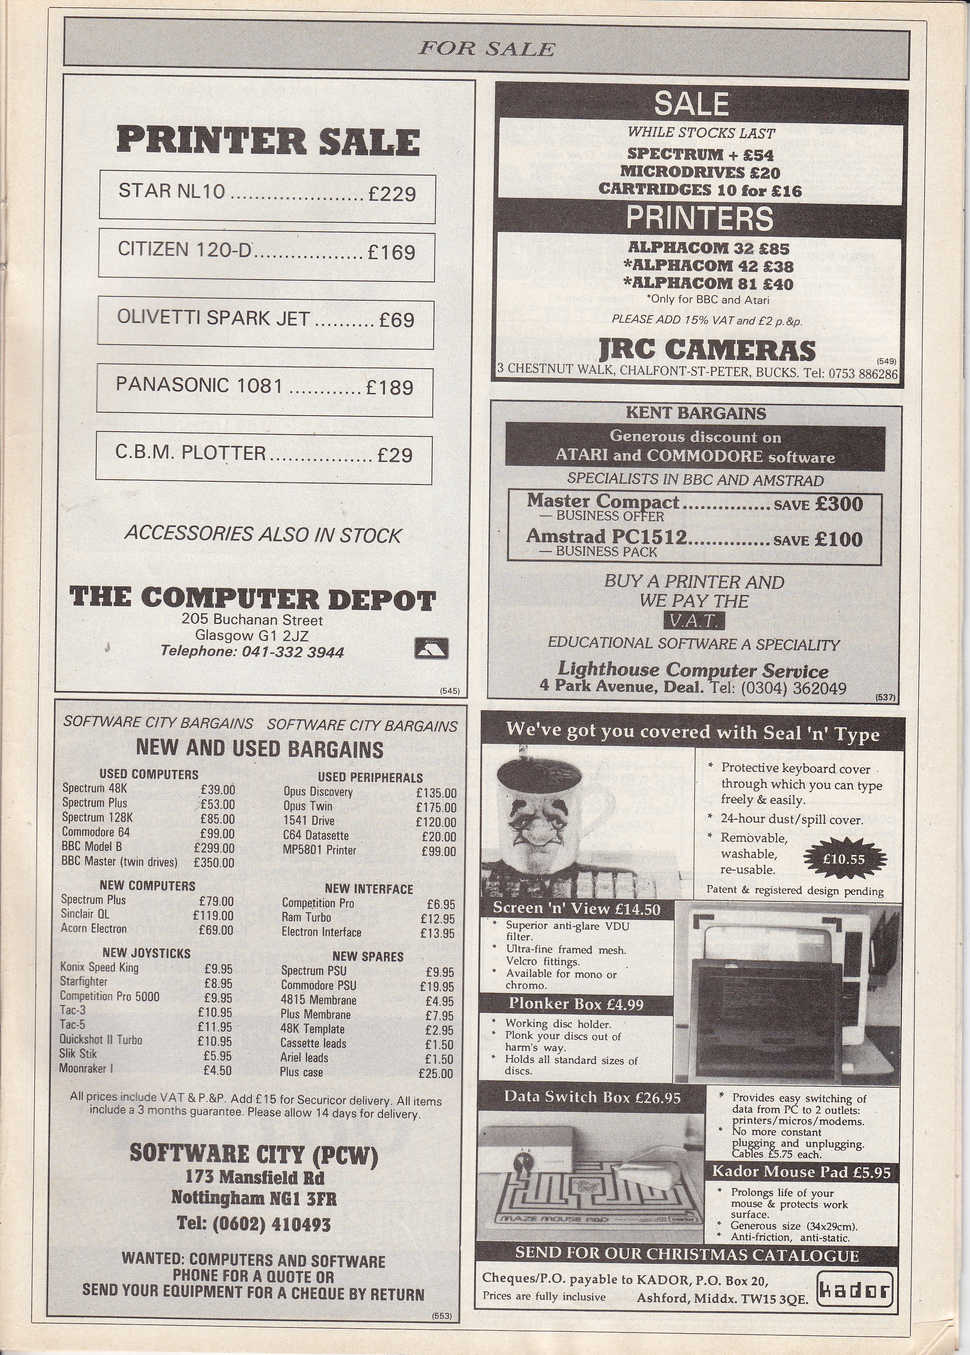 FOR SALE
PRINTER SALE
STAR NL10 ....................... £229
CITIZEN 120-D................... £169
OLIVETTI SPARK JET .......... £69
PANASONIC 1081 ............ £189
C.B.M. PLOTTER.................. £29
ACCESSORIES ALSO IN STOCK
THE COMPUTER DEPOT
205 Buchanan Street
Glasgow G1 2JZ
Telephone: 041-332 3944
(545)
SALE
WHILE STOCKS LAST
SPECTRUM + £54
MICRODRIVES £20
CARTRIDGES 10 for £16
PRINTERS
ALPHACOM 32 £85
*ALPHACOM 42 £38
*ALPHACOM 81 £40
*Only for BBC and Atari
PLEASE ADD 15% VAT and £2 p.&p.
JRC CAMERAS
(549)
3 CHESTNUT WALK, CHALFONT-ST-PETER, BUCKS. Tel: 0753 886286
KENT BARGAINS
Generous discount on
ATARI and COMMODORE software
SPECIALISTS IN BBC AND AMSTRAD
Master Compact............... SAVE £300
— BUSINESS OFFER
Amstrad PC1512.............. SAVE £100
— BUSINESS PACK
BUY A PRINTER AND
WE PAY THE
V.A.T.
EDUCATIONAL SOFTWARE A SPECIALITY
Lighthouse Computer Service
4 Park Avenue, Deal. Tel: (0304) 362049
(537)
SOFTWARE CITY BARGAINS SOFTWARE CITY BARGAINS
NEW AND USED BARGAINS
USED COMPUTERS
Spectrum 48K £39.00
Spectrum Plus £53.00
Spectrum 128K £85.00
Commodore 64 £99.00
BBC Model B £299.00
BBC Master (twin drives) £350.00
NEW COMPUTERS
Spectrum Plus £79.00
Sinclair QL £119.00
Acorn Electron £69.00
NEW JOYSTICKS
Konix Speed King £9.95
Starfighter £8.95
Competition Pro 5000 £9.95
Tac-3 £10.95
Tac-5 £11.95
Quickshot II Turbo £10.95
Slik Stik £5.95
Moonraker I £4.50
USED PERIPHERALS
Opus Discovery £135.00
Opus Twin £175.00
1541 Drive £120.00
C64 Datasette £20.00
MP5801 Printer £99.00
NEW INTERFACE
Competition Pro £6.95
Ram Turbo £12.95
Electron Interface £13.95
NEW SPARES
Spectrum PSU £9.95
Commodore PSU £19.95
4815 Membrane £4.95
Plus Membrane £7.95
48K Template £2.95
Cassette leads £1.50
Ariel leads £1.50
Plus case £25.00
All prices include VAT & P.&P. Add £15 for Securicor delivery. All items
include a 3 months guarantee. Please allow 14 days for delivery.
SOFTWARE CITY (PCW)
173 Mansfield Rd
Nottingham NG1 3FR
Tel: (0602) 410493
WANTED: COMPUTERS AND SOFTWARE
PHONE FOR A QUOTE OR
SEND YOUR EQUIPMENT FOR A CHEQUE BY RETURN
(553)
We've got you covered with Seal 'n' Type
* Protective keyboard cover
through which you can type
freely & easily.
* 24-hour dust/spill cover.
* Removable,
washable,
re-usable.
£10.55
Patent & registered design pending
Screen 'n' View £14.50
* Superior anti-glare VDU
filter.
* Ultra-fine framed mesh.
Velcro fittings.
* Available for mono or
chromo.
Plonker Box £4.99
* Working disc holder.
* Plonk your discs out of
harm's way.
* Holds all standard sizes of
discs.
Data Switch Box £26.95
* Provides easy switching of
data from PC to 2 outlets:
printers/micros/modems.
* No more constant
plugging and unplugging.
Cables £5.75 each.
Kador Mouse Pad £5.95
* Prolongs life of your
mouse & protects work
surface.
* Generous size (34x29cm).
* Anti-friction, anti-static.
MAZE MOUSE PAD
SEND FOR OUR CHRISTMAS CATALOGUE
Cheques/P.O. payable to KADOR, P.O. Box 20,
Prices are fully inclusive Ashford, Middx. TW15 3QE.
kador